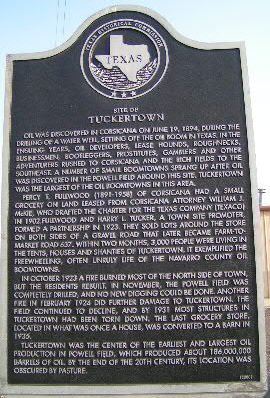 TEXAS HISTORICAL COMMISSION
TEXAS
SITE OF
TUCKERTOWN
OIL WAS DISCOVERED IN CORSICANA ON JUNE 19, 1894, DURING THE
DRILLING OF A WATER WELL, SETTING OFF THE OIL BOOM IN TEXAS. IN THE
ENSUING YEARS, OIL DEVELOPERS, LEASE HOUNDS, ROUGHNECKS,
BUSINESSMEN, BOOTLEGGERS, PROSTITUTES, GAMBLERS AND OTHER
ADVENTURERS RUSHED TO CORSICANA AND THE RICH FIELDS TO THE
SOUTHEAST. A NUMBER OF SMALL BOOMTOWNS SPRANG UP AFTER OIL
WAS DISCOVERED IN THE POWELL FIELD AROUND THIS SITE. TUCKERTOWN
WAS THE LARGEST OF THE OIL BOOMTOWNS IN THIS AREA.
PERCY T. FULLWOOD (1891-1958) OF CORSICANA HAD A SMALL
GROCERY ON LAND LEASED FROM CORSICANA ATTORNEY WILLIAM J.
McKIE, WHO DRAFTED THE CHARTER FOR THE TEXAS COMPANY (TEXACO)
IN 1902. FULLWOOD AND HARRY L. TUCKER, A TOWN SITE PROMOTER,
FORMED A PARTNERSHIP IN 1923. THEY SOLD LOTS AROUND THE STORE
ON BOTH SIDES OF A GRAVEL ROAD THAT LATER BECAME FARM-TO-
MARKET ROAD 637. WITHIN TWO MONTHS, 3,000 PEOPLE WERE LIVING IN
THE TENTS, HOUSES AND SHANTIES OF TUCKERTOWN. IT EXEMPLIFIED THE
FREEWHEELING, OFTEN UNRULY LIFE OF THE NAVARRO COUNTY OIL
BOOMTOWNS.
IN OCTOBER 1923 A FIRE BURNED MOST OF THE NORTH SIDE OF TOWN,
BUT THE RESIDENTS REBUILT. IN NOVEMBER, THE POWELL FIELD WAS
COMPLETELY DRILLED, AND NO NEW DIGGING COULD BE DONE. ANOTHER
FIRE IN FEBRUARY 1924 DID FURTHER DAMAGE TO TUCKERTOWN. THE
FIELD CONTINUED TO DECLINE, AND BY 1931 MOST STRUCTURES IN
TUCKERTOWN HAD BEEN TORN DOWN. THE LAST GROCERY STORE,
LOCATED IN WHAT WAS ONCE A HOUSE, WAS CONVERTED TO A BARN IN
1935.
TUCKERTOWN WAS THE CENTER OF THE EARLIEST AND LARGEST OIL
PRODUCTION IN POWELL FIELD, WHICH PRODUCED ABOUT 186,000,000
BARRELS OF OIL. BY THE END OF THE 20TH CENTURY, ITS LOCATION WAS
OBSCURED BY PASTURE.